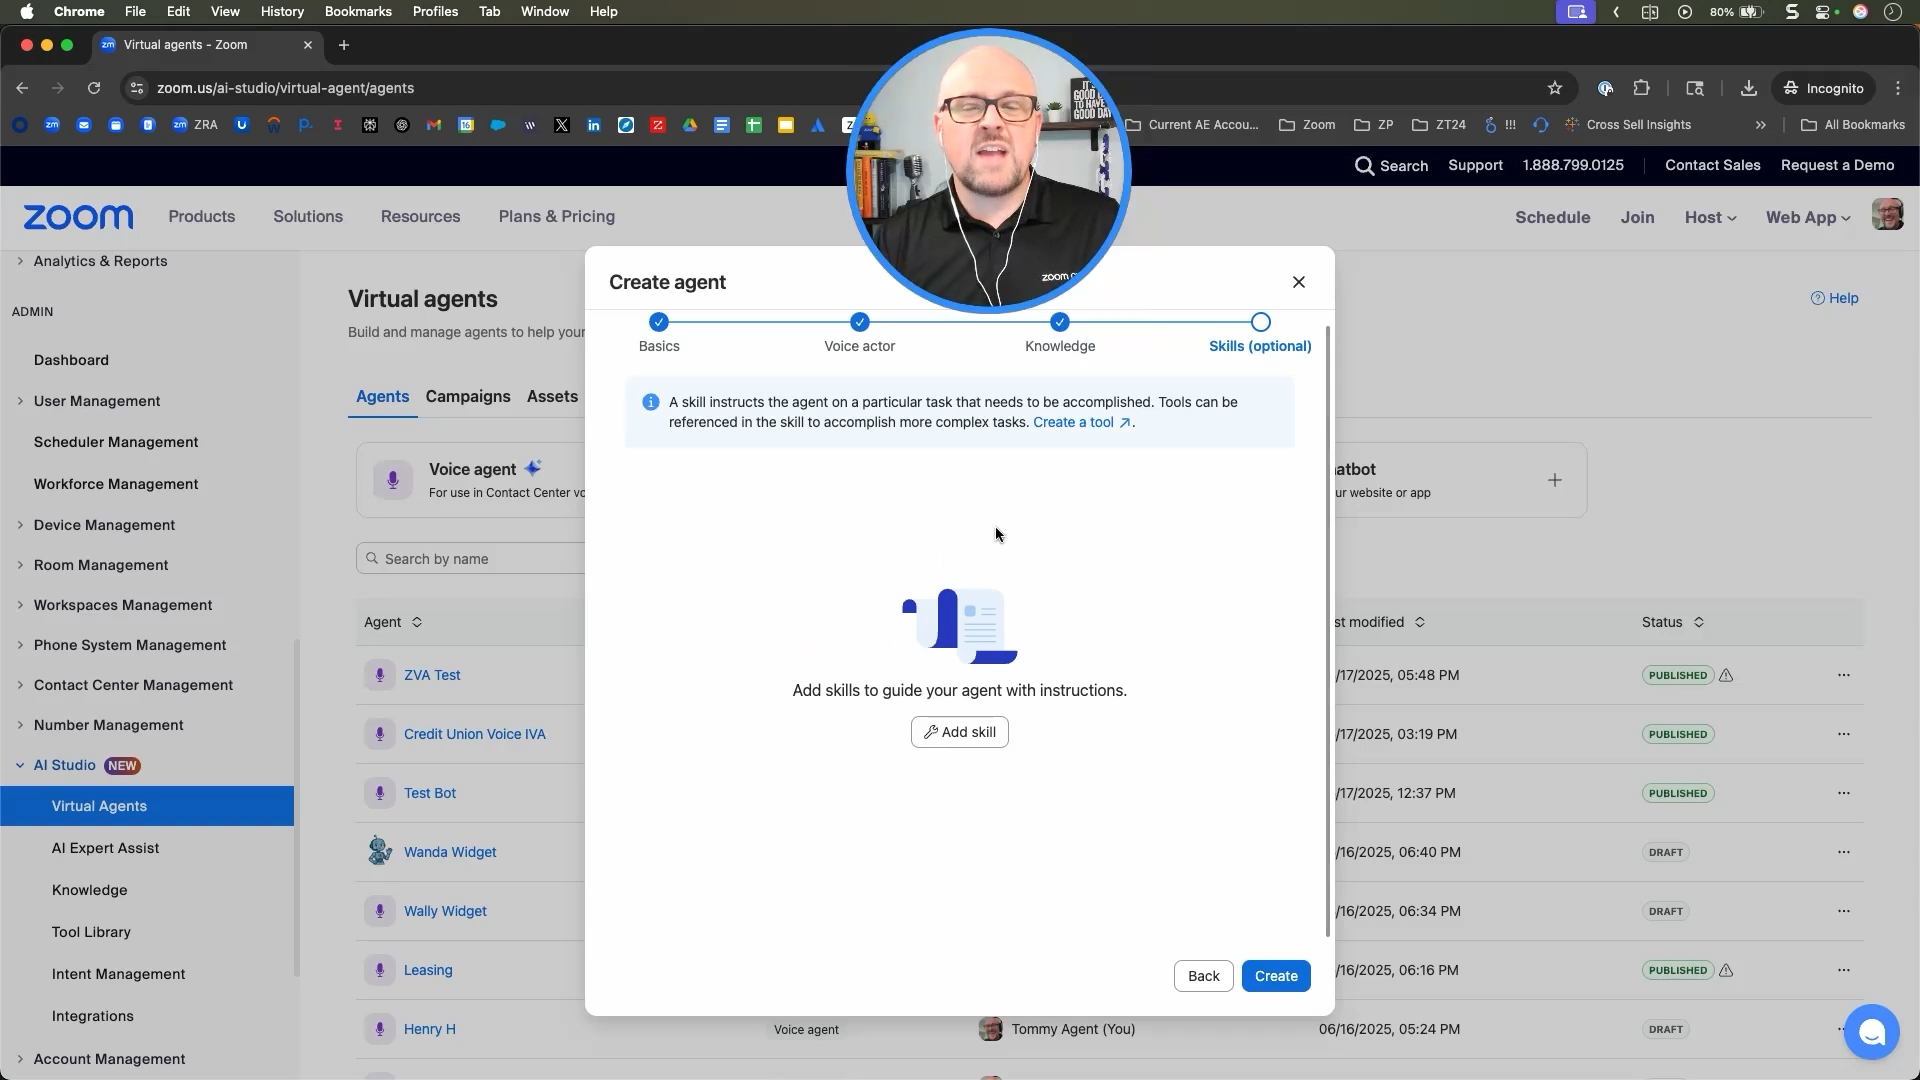 Chrome File Edit View History Bookmarks Profiles Tab Window Help
80%
Virtual agents - Zoom
zoom.us/ai-studio/virtual-agent/agents
Incognito
ZRA
Current AE Accou...
Zoom
ZP
ZT24
!!!
Cross Sell Insights
All Bookmarks
IT'S
GOOD D
TO HAVE
GOOD DAY
zoom
Search
Support
1.888.799.0125
Contact Sales
Request a Demo
zoom
Products
Solutions
Resources
Plans & Pricing
Schedule
Join
Host
Web App
Analytics & Reports
ADMIN
Dashboard
User Management
Scheduler Management
Workforce Management
Device Management
Room Management
Workspaces Management
Phone System Management
Contact Center Management
Number Management
AI Studio NEW
Virtual Agents
AI Expert Assist
Knowledge
Tool Library
Intent Management
Integrations
Account Management
Virtual agents
Build and manage agents to help your
Help
Agents Campaigns Assets
Voice agent
For use in Contact Center vo
atbot
ur website or app
Search by name
Agent
st modified
Status
ZVA Test
/17/2025, 05:48 PM
PUBLISHED
Credit Union Voice IVA
/17/2025, 03:19 PM
PUBLISHED
Test Bot
/17/2025, 12:37 PM
PUBLISHED
Wanda Widget
/16/2025, 06:40 PM
DRAFT
Wally Widget
/16/2025, 06:34 PM
DRAFT
Leasing
/16/2025, 06:16 PM
PUBLISHED
Henry H
Voice agent
Tommy Agent (You)
06/16/2025, 05:24 PM
DRAFT
Create agent
Basics
Voice actor
Knowledge
Skills (optional)
A skill instructs the agent on a particular task that needs to be accomplished. Tools can be
referenced in the skill to accomplish more complex tasks. Create a tool ↗.
Add skills to guide your agent with instructions.
Add skill
Back
Create